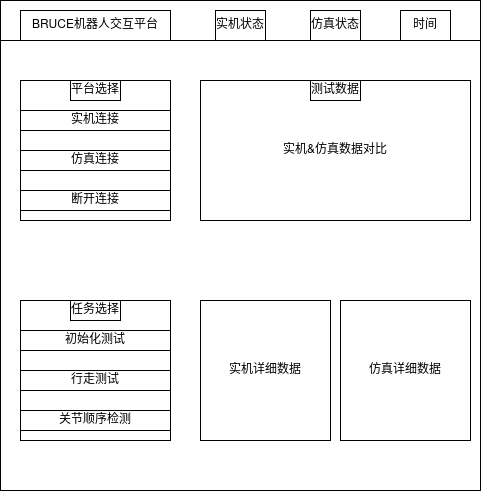 BRUCE机器人交互平台
实机状态
仿真状态
时间
平台选择
实机连接
仿真连接
断开连接
测试数据
实机&仿真数据对比
任务选择
初始化测试
行走测试
关节顺序检测
实机详细数据
仿真详细数据